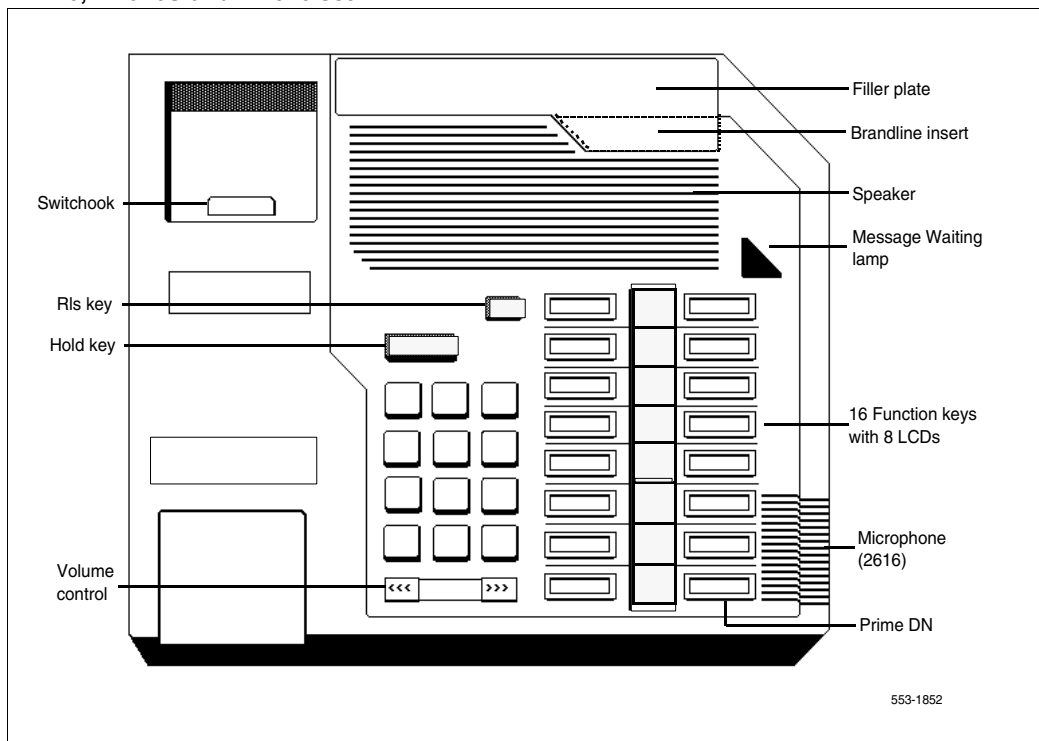 Filler plate
Brandline insert
Switchook
Speaker
Message Waiting
lamp
Rls key
Hold key
16 Function keys
with 8 LCDs
Microphone
(2616)
Volume
control
<<<
>>>
Prime DN
553-1852